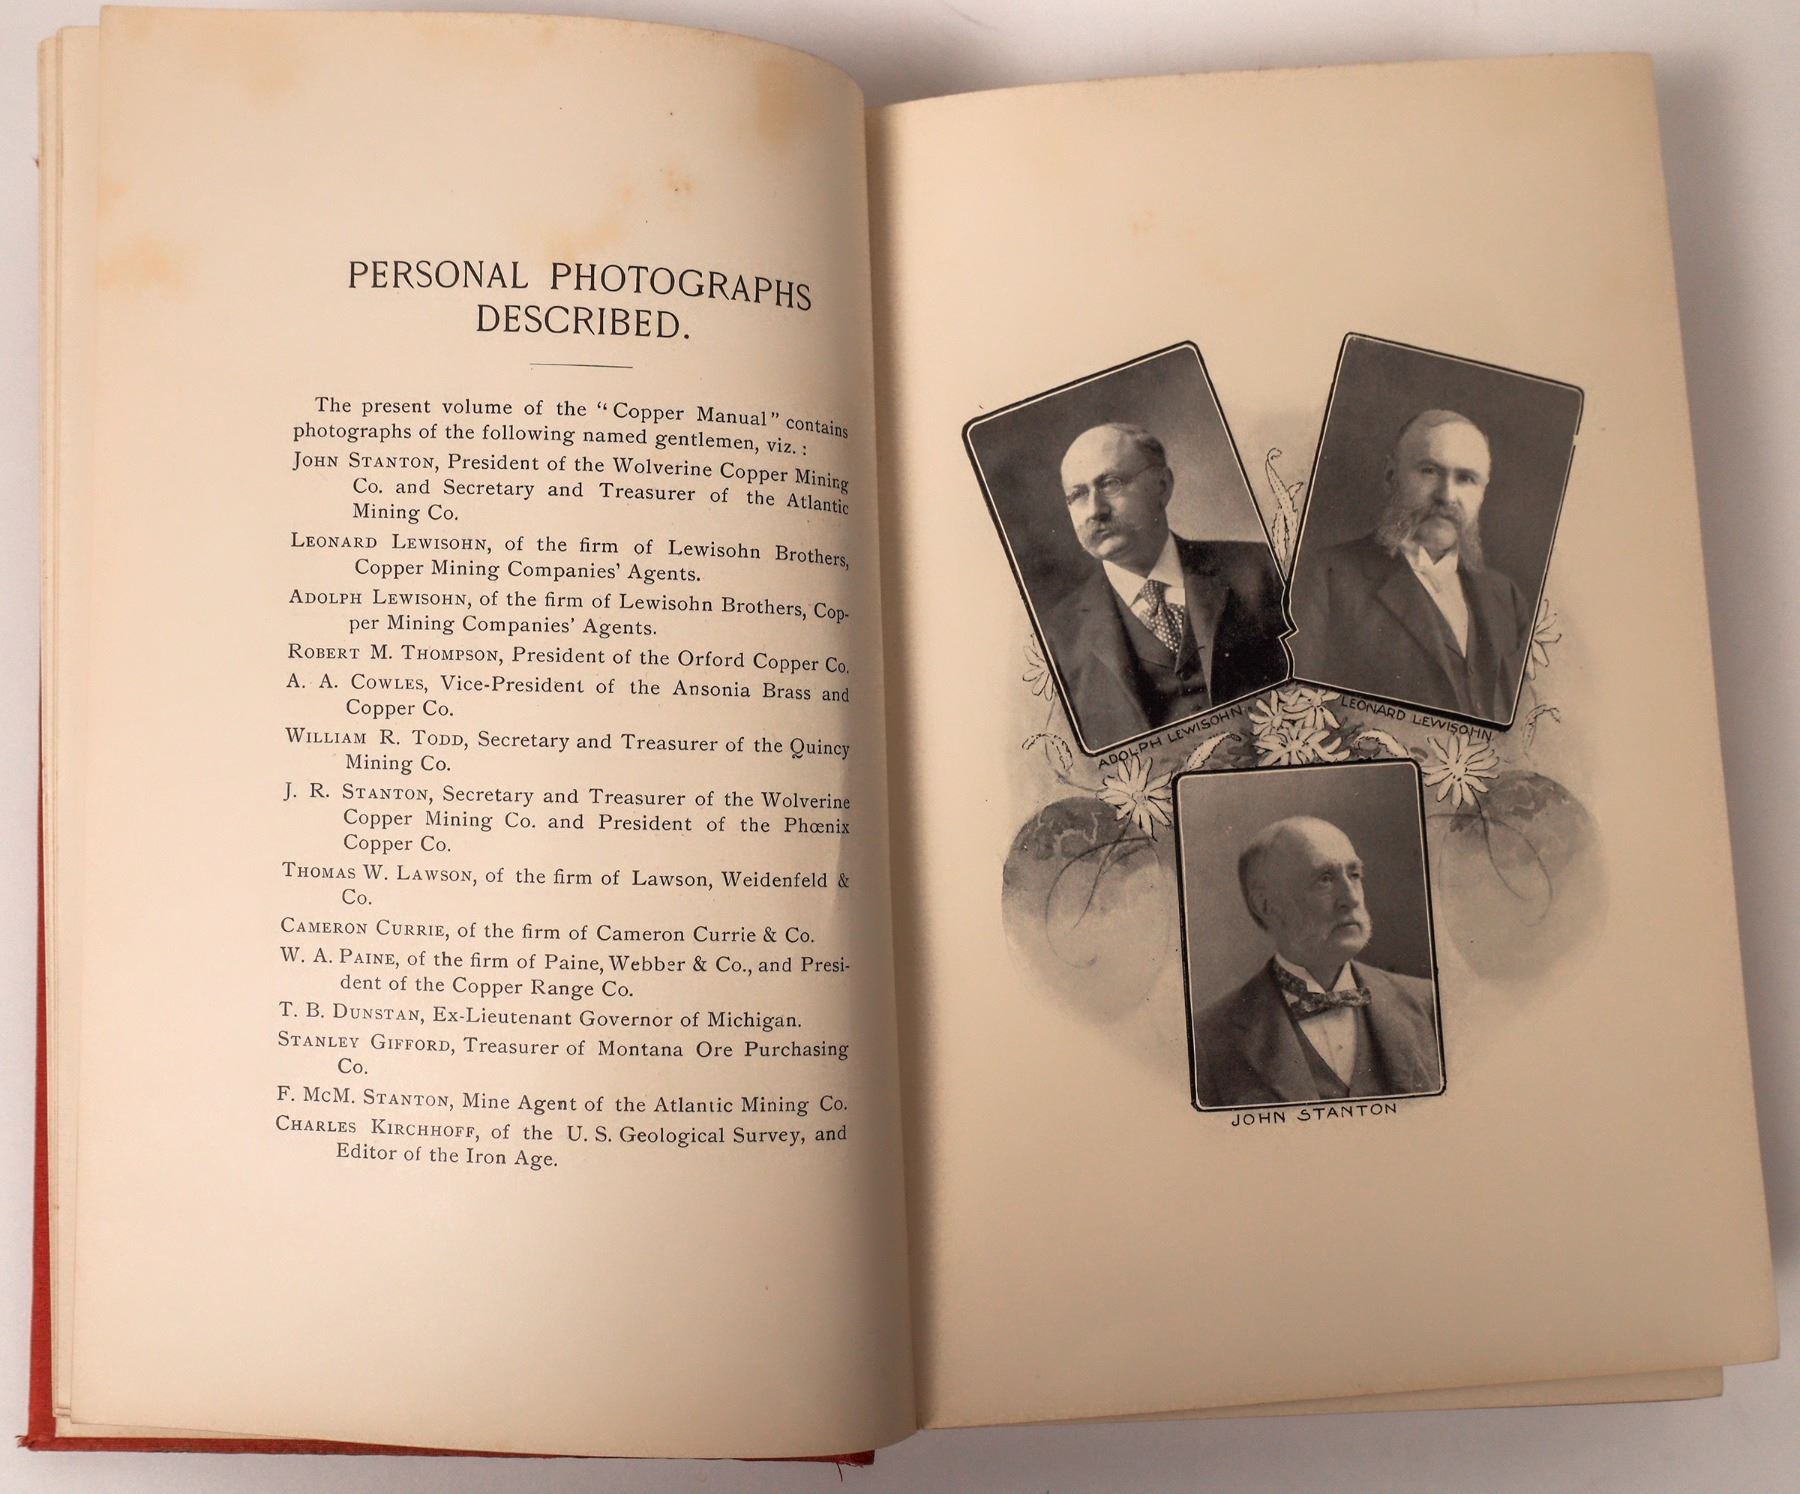 PERSONAL PHOTOGRAPHS
DESCRIBED.
The present volume of the “Copper Manual” contains
photographs of the following named gentlemen, viz. :
JOHN STANTON, President of the Wolverine Copper Mining
Co. and Secretary and Treasurer of the Atlantic
Mining Co.
LEONARD LEWISOHN, of the firm of Lewisohn Brothers,
Copper Mining Companies’ Agents.
ADOLPH LEWISOHN, of the firm of Lewisohn Brothers, Cop-
per Mining Companies’ Agents.
ROBERT M. THOMPSON, President of the Orford Copper Co.
A. A. COWLES, Vice-President of the Ansonia Brass and
Copper Co.
WILLIAM R. TODD, Secretary and Treasurer of the Quincy
Mining Co.
J. R. STANTON, Secretary and Treasurer of the Wolverine
Copper Mining Co. and President of the Phœnix
Copper Co.
THOMAS W. LAWSON, of the firm of Lawson, Weidenfeld &
Co.
CAMERON CURRIE, of the firm of Cameron Currie & Co.
W. A. PAINE, of the firm of Paine, Webber & Co., and Presi-
dent of the Copper Range Co.
T. B. DUNSTAN, Ex-Lieutenant Governor of Michigan.
STANLEY GIFFORD, Treasurer of Montana Ore Purchasing
Co.
F. McM. STANTON, Mine Agent of the Atlantic Mining Co.
CHARLES KIRCHHOFF, of the U. S. Geological Survey, and
Editor of the Iron Age.
ADOLPH LEWISOHN
LEONARD LEWISOHN
JOHN STANTON